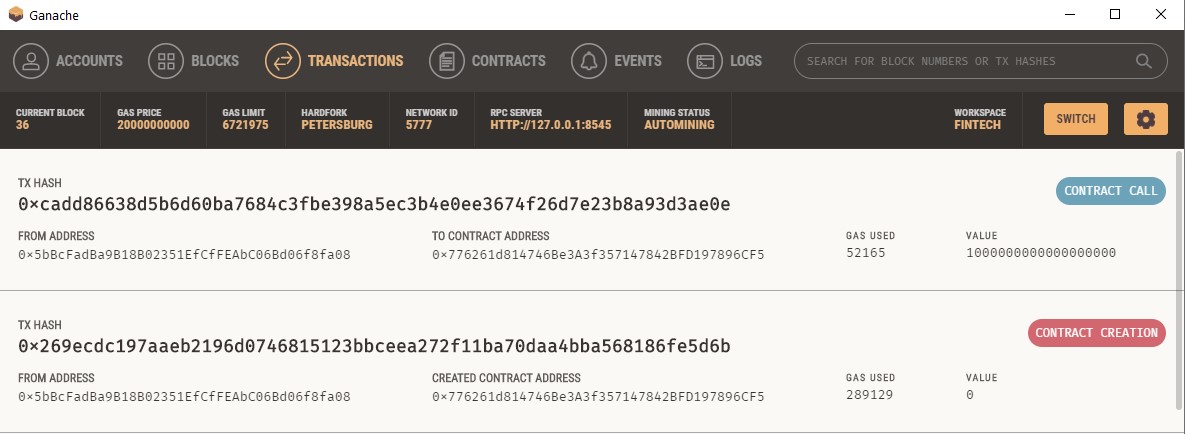 Ganache
ACCOUNTS BLOCKS TRANSACTIONS CONTRACTS EVENTS LOGS SEARCH FOR BLOCK NUMBERS OR TX HASHES
CURRENT BLOCK GAS PRICE GAS LIMIT HARDFORK NETWORK ID RPC SERVER MINING STATUS WORKSPACE
36 20000000000 6721975 PETERSBURG 5777 HTTP://127.0.0.1:8545 AUTOMINING FINTECH SWITCH
TX HASH
0×cadd86638d5b6d60ba7684c3fbe398a5ec3b4e0ee3674f26d7e23b8a93d3ae0e CONTRACT CALL
FROM ADDRESS TO CONTRACT ADDRESS GAS USED VALUE
0×5bBcFadBa9B18B02351EfCfFEAbC06Bd06f8fa08 0×776261d814746Be3A3f357147842BFD197896CF5 52165 1000000000000000000
TX HASH
0×269ecdc197aaeb2196d0746815123bbceea272f11ba70daa4bba568186fe5d6b CONTRACT CREATION
FROM ADDRESS CREATED CONTRACT ADDRESS GAS USED VALUE
0×5bBcFadBa9B18B02351EfCfFEAbC06Bd06f8fa08 0×776261d814746Be3A3f357147842BFD197896CF5 289129 0